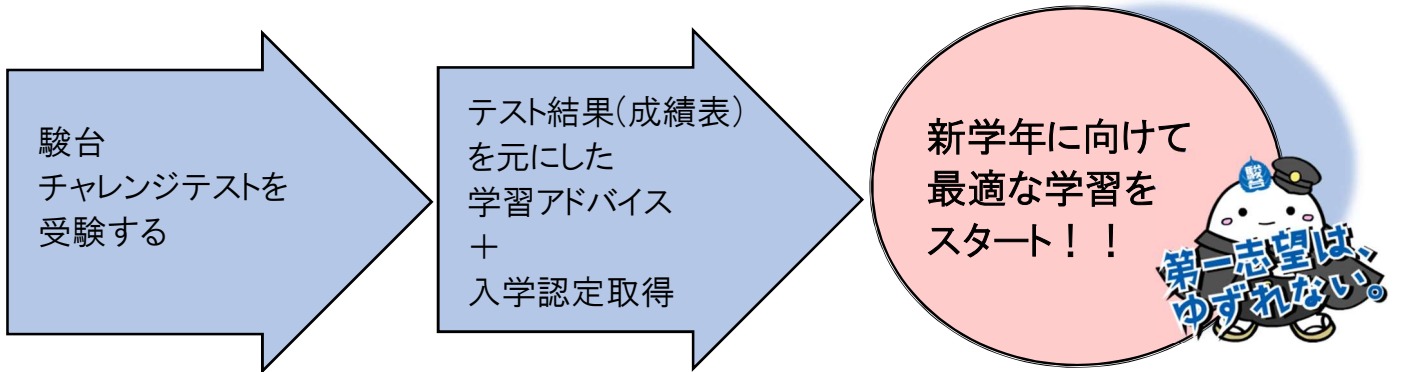 駿台
チャレンジテストを
受験する
テスト結果(成績表)
を元にした
学習アドバイス
+
入学認定取得
新学年に向けて
最適な学習を
スタート！！
駿台
第一志望は、
ゆずれない。